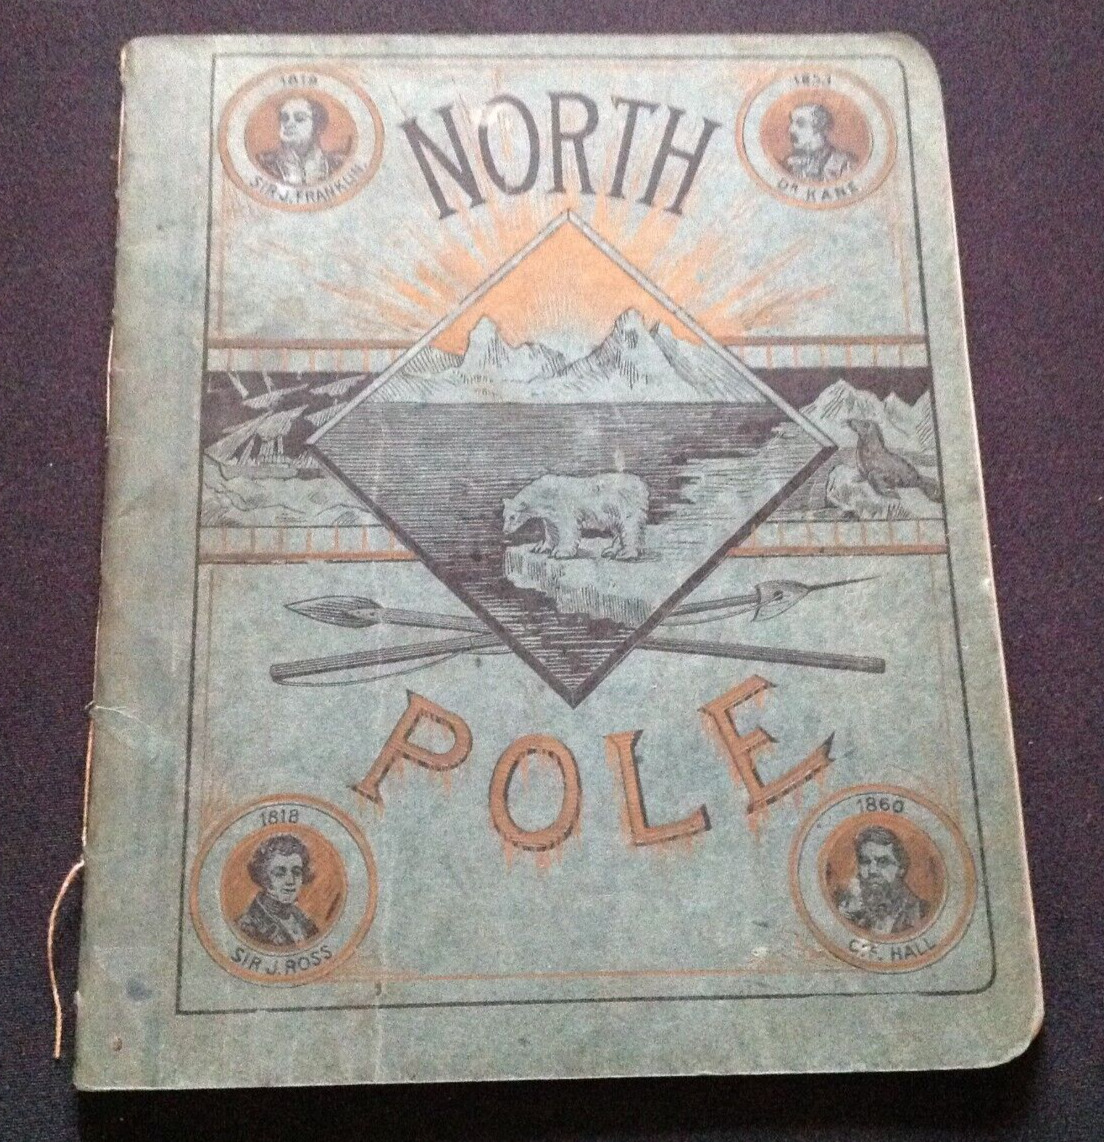 1819
SIR J. FRANKLIN
NORTH
1853
DR KANE
POLE
1818
SIR J. ROSS
1860
C.F. HALL